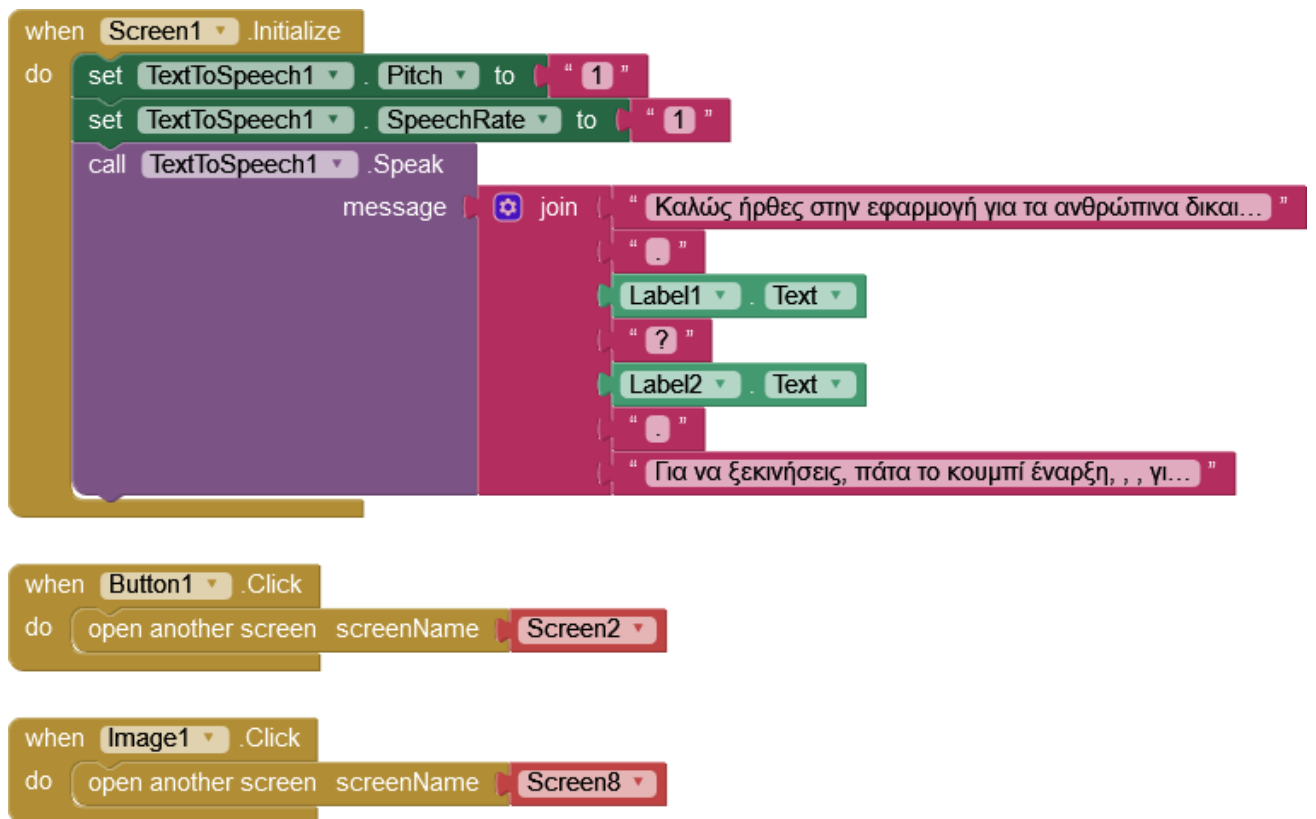 when Screen1 .Initialize
do set TextToSpeech1 . Pitch to " 1 "
set TextToSpeech1 . SpeechRate to " 1 "
call TextToSpeech1 .Speak
message join " Καλώς ήρθες στην εφαρμογή για τα ανθρώπινα δικαι... "
" . "
Label1 . Text
" ? "
Label2 . Text
" . "
" Για να ξεκινήσεις, πάτα το κουμπί έναρξη, , , γι... "
when Button1 .Click
do open another screen screenName Screen2
when Image1 .Click
do open another screen screenName Screen8